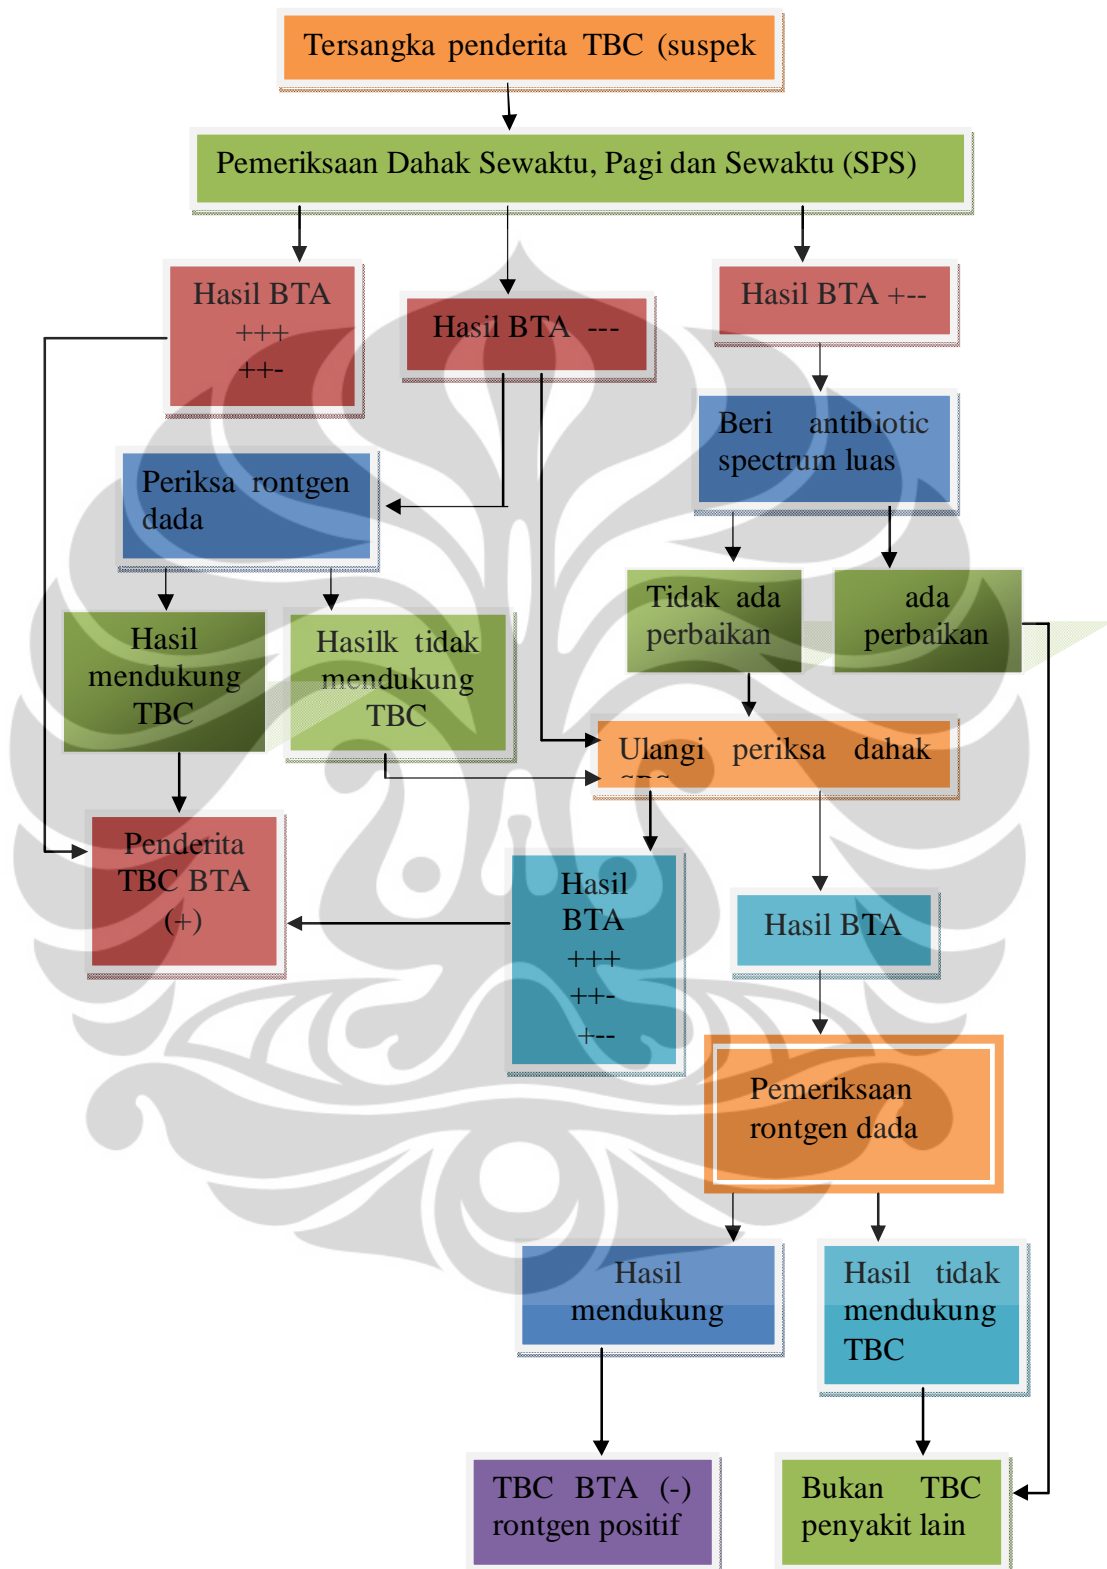 Tersangka penderita TBC (suspek
Pemeriksaan Dahak Sewaktu, Pagi dan Sewaktu (SPS)
Hasil BTA
+++
++-
Hasil BTA ---
Hasil BTA +--
Beri antibiotic
spectrum luas
Periksa rontgen
dada
Tidak ada
perbaikan
ada
perbaikan
Hasil
mendukung
TBC
Hasilk tidak
mendukung
TBC
Ulangi periksa dahak
Penderita
TBC BTA
(+)
Hasil
BTA
+++
++-
+--
Hasil BTA
Pemeriksaan
rontgen dada
Hasil
mendukung
Hasil tidak
mendukung
TBC
TBC BTA (-)
rontgen positif
Bukan TBC
penyakit lain